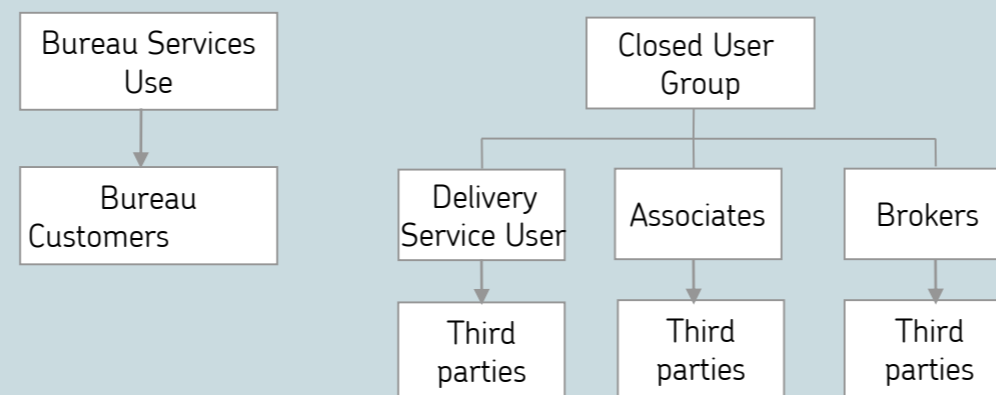 Bureau Services
Use
Bureau
Customers
Closed User
Group
Delivery
Service User
Associates
Brokers
Third
parties
Third
parties
Third
parties